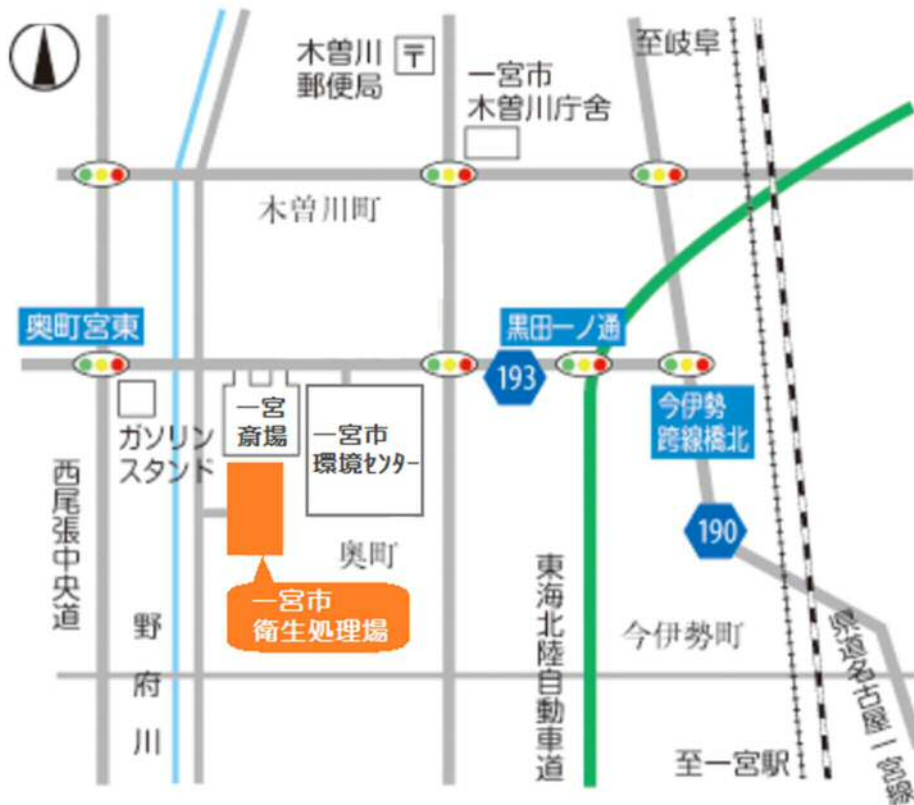 至岐阜
木曽川
郵便局
〒
一宮市
木曽川庁舎
木曽川町
奥町宮東
黒田一ノ通
193
一宮
斎場
一宮市
環境センター
今伊勢
跨線橋北
ガソリン
スタンド
西尾張中央道
190
奥町
東海北陸自動車道
一宮市
衛生処理場
野府川
今伊勢町
県道名古屋一宮線
至一宮駅